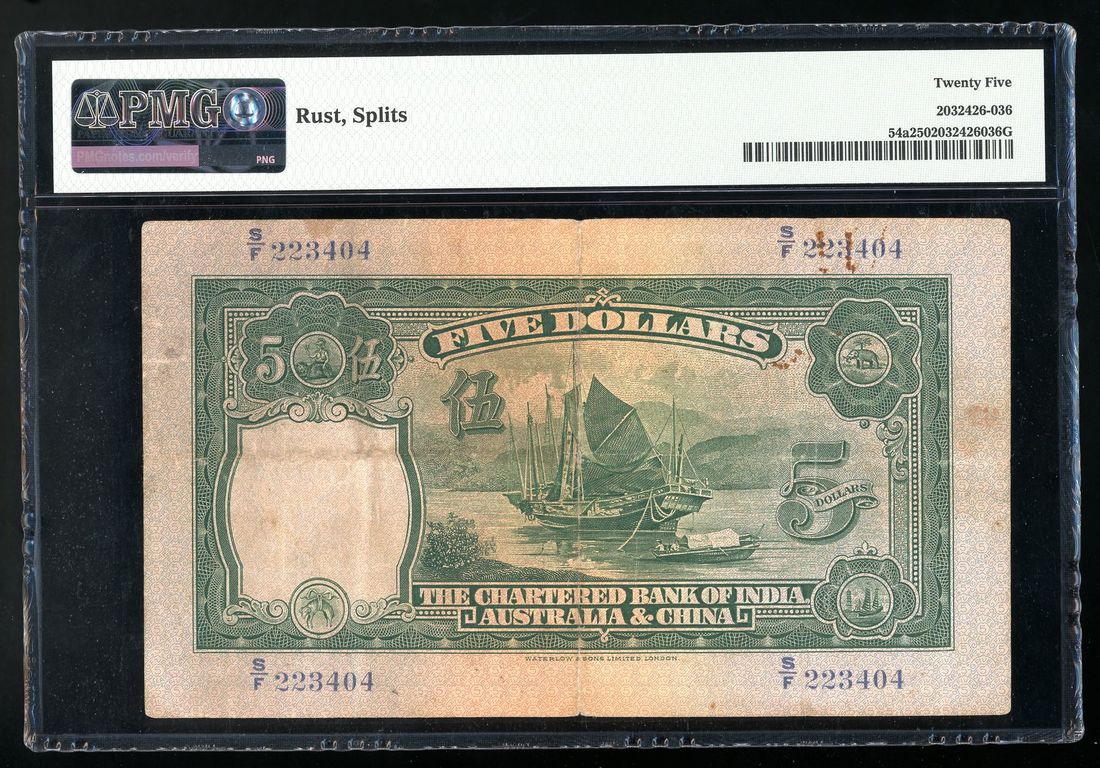 PMG
PMGnotes.com/verify
PNG
Rust, Splits
Twenty Five
2032426-036
54a2502032426036G
S/F 223404
S/F 223404
FIVE DOLLARS
5 伍
伍
5
DOLLARS
THE CHARTERED BANK OF INDIA,
AUSTRALIA & CHINA
WATERLOW & SONS LIMITED, LONDON.
S/F 223404
S/F 223404